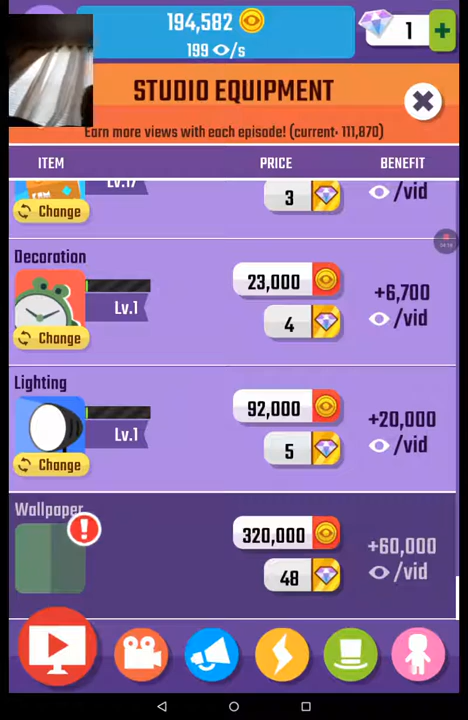 194,582
199 /s
1 +
STUDIO EQUIPMENT
Earn more views with each episode! (current: 111,870)
ITEM PRICE BENEFIT
Lv.17
3 /vid
Change
Decoration
23,000
+6,700
Lv.1
4 /vid
Change
Lighting
92,000
+20,000
Lv.1
5 /vid
Change
Wallpaper
!
320,000
+60,000
48 /vid